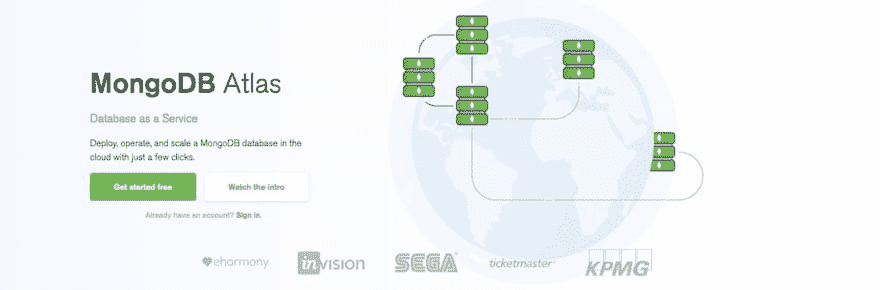 MongoDB Atlas
Database as a Service
Deploy, operate, and scale a MongoDB database in the
cloud with just a few clicks.
Get started free
Watch the intro
Already have an account? Sign in.
eharmony
invision
SEGA
ticketmaster
KPMG